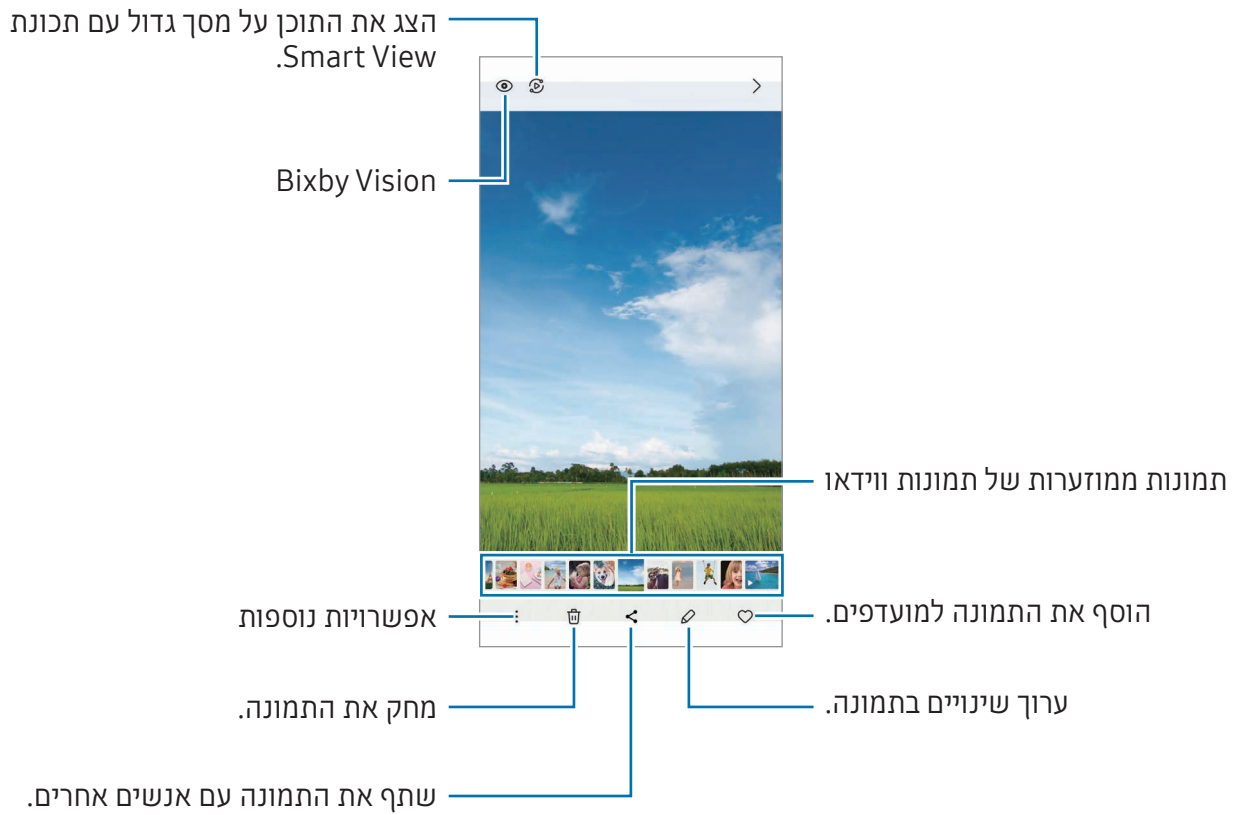 הצג את התוכן על מסך גדול עם תכונת
Smart View.
Bixby Vision
תמונות ממוזערות של תמונות ווידאו
הוסף את התמונה למועדפים.
ערוך שינויים בתמונה.
אפשרויות נוספות
מחק את התמונה.
שתף את התמונה עם אנשים אחרים.